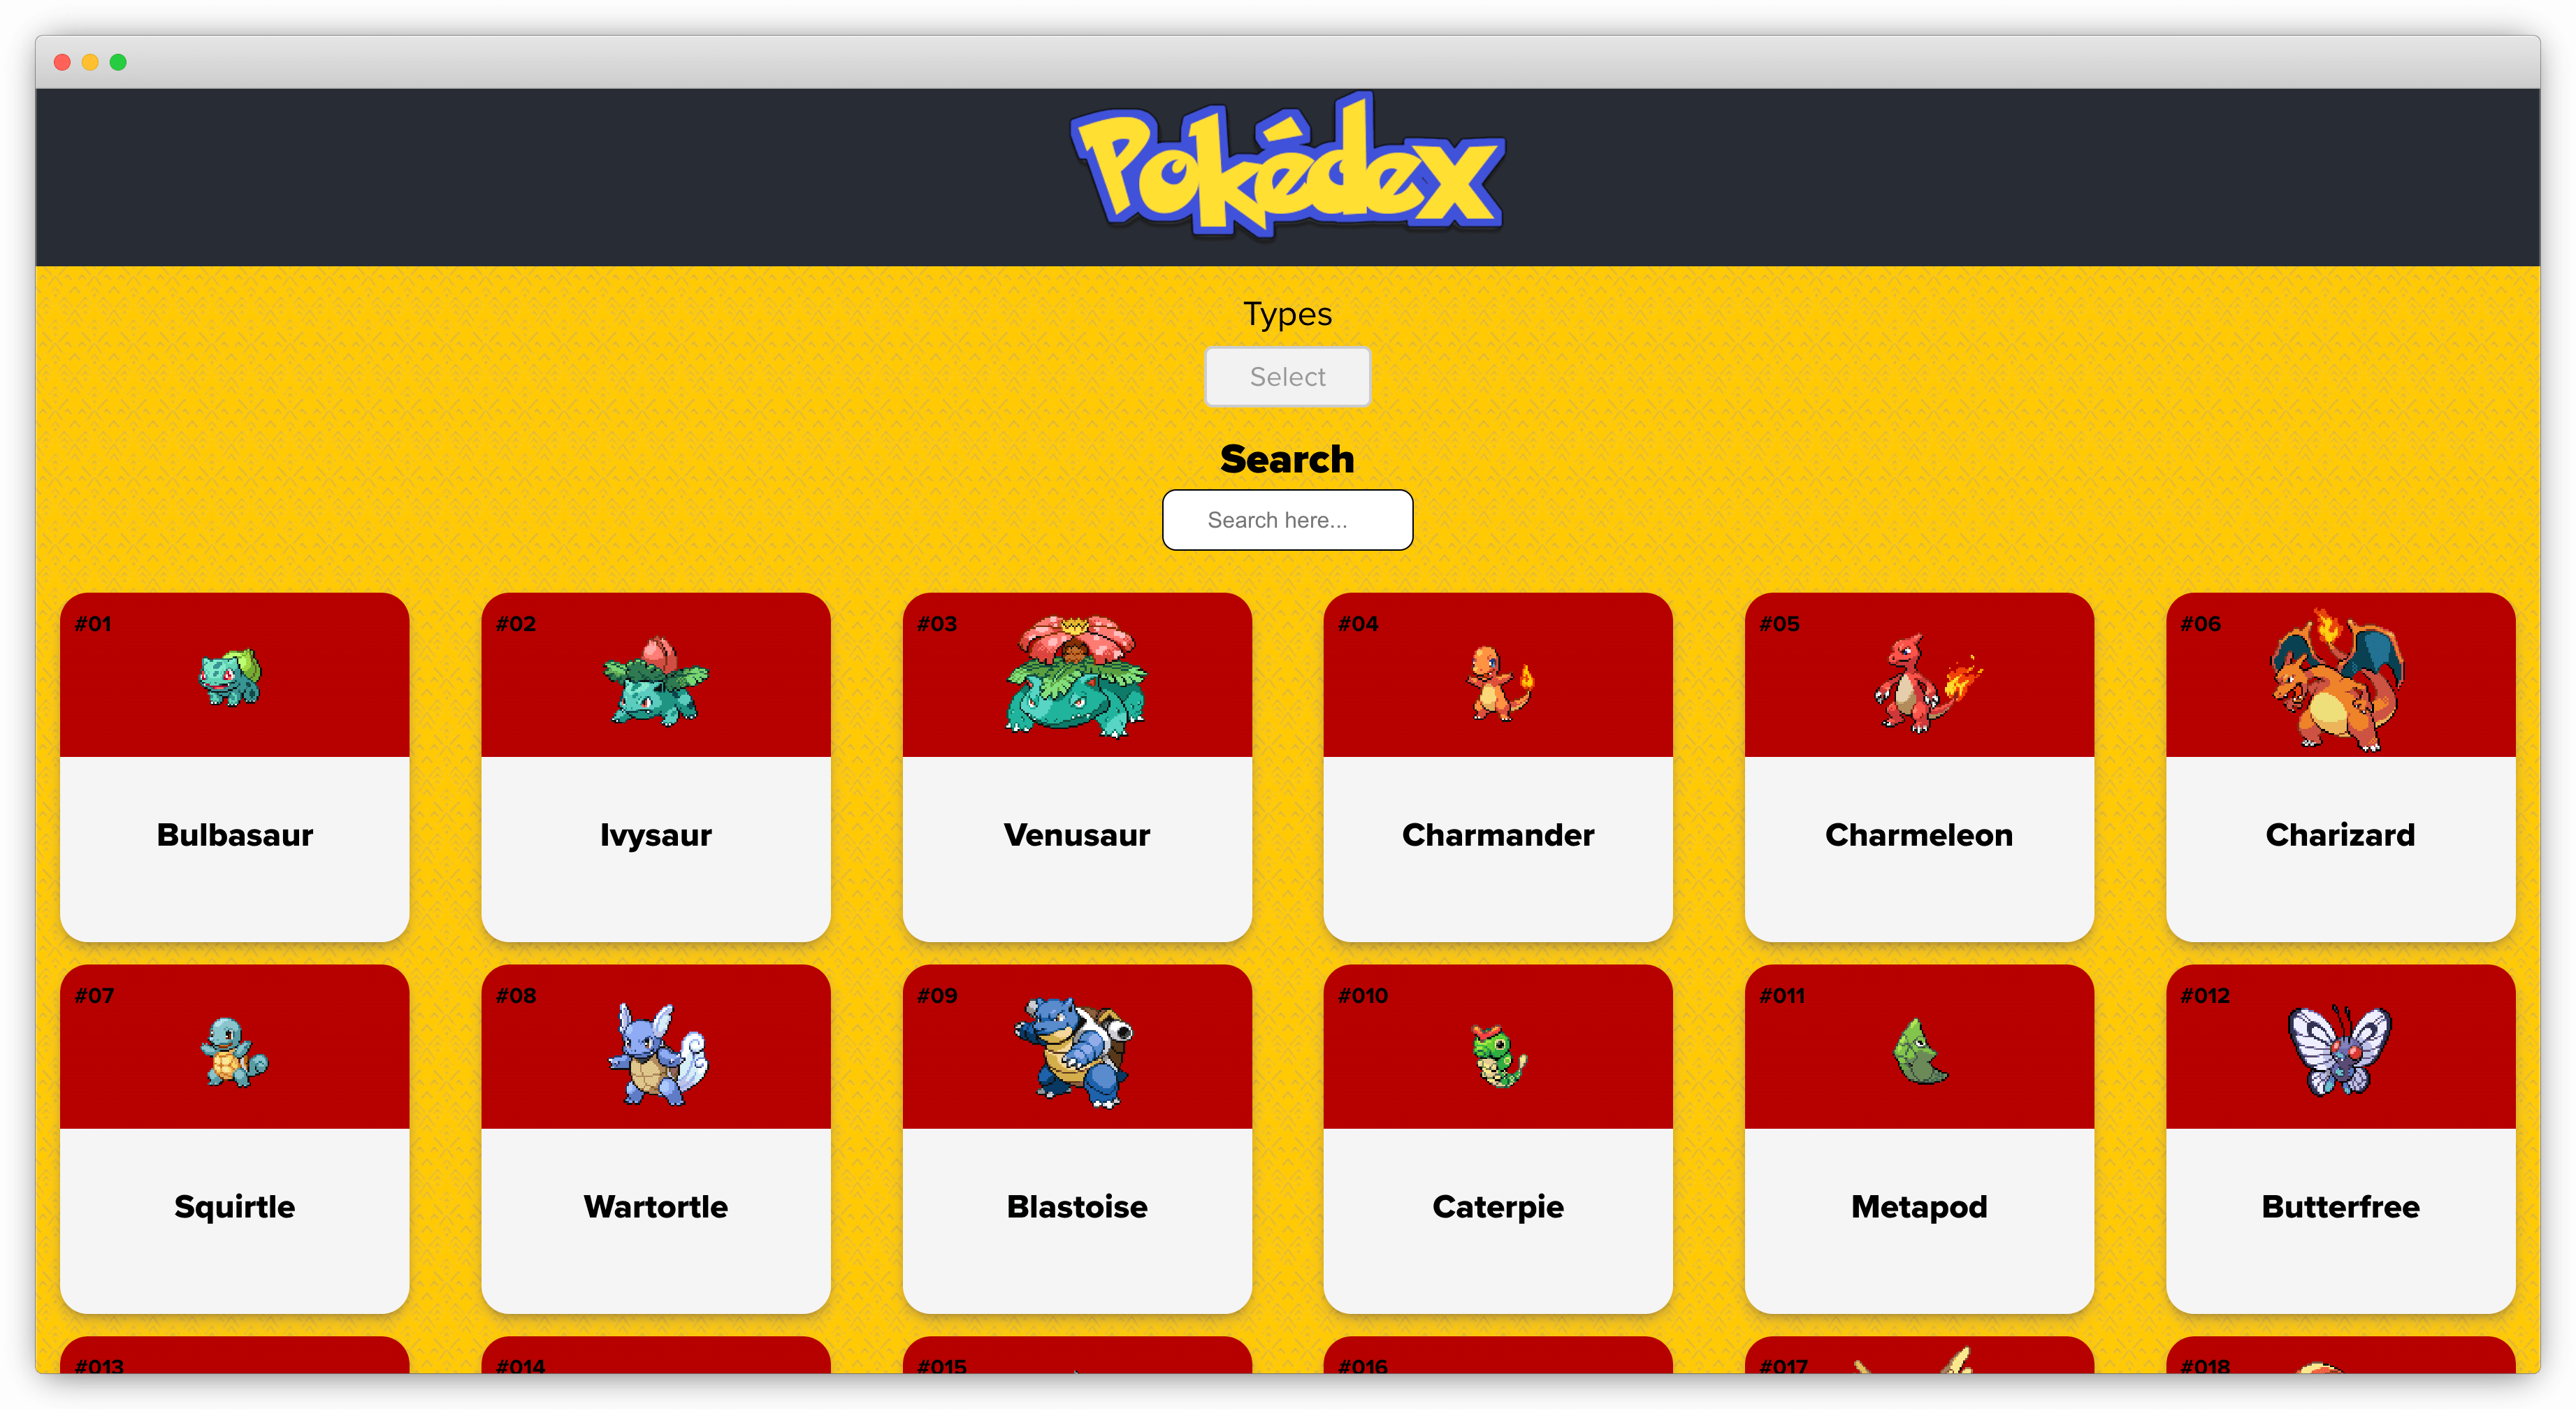 Pokédex
Types
Select
Search
Search here...
#01
#02
#03
#04
#05
#06
Bulbasaur
Ivysaur
Venusaur
Charmander
Charmeleon
Charizard
#07
#08
#09
#010
#011
#012
Squirtle
Wartortle
Blastoise
Caterpie
Metapod
Butterfree
#013
#014
#015
#016
#017
#018